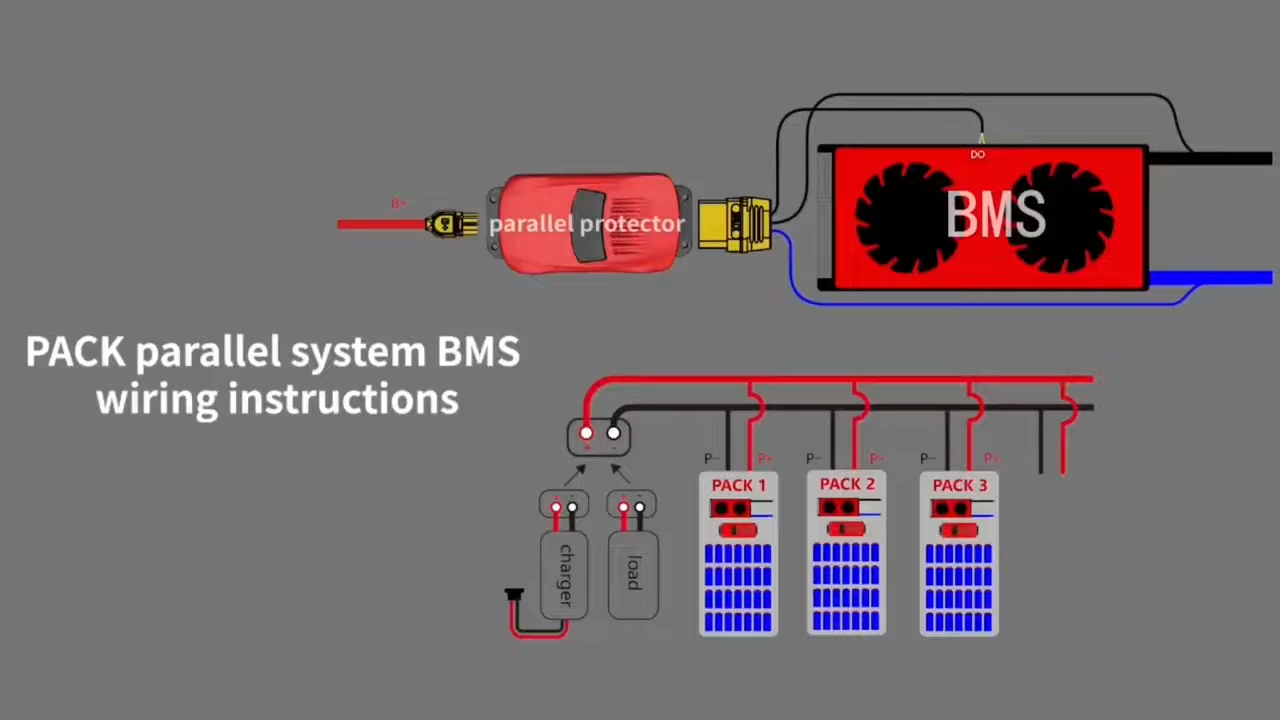 DO
BMS
B+
parallel protector
PACK parallel system BMS
wiring instructions
+ -
P- P+ P- P+ P- P+
PACK 1 PACK 2 PACK 3
+ - + -
charger
load